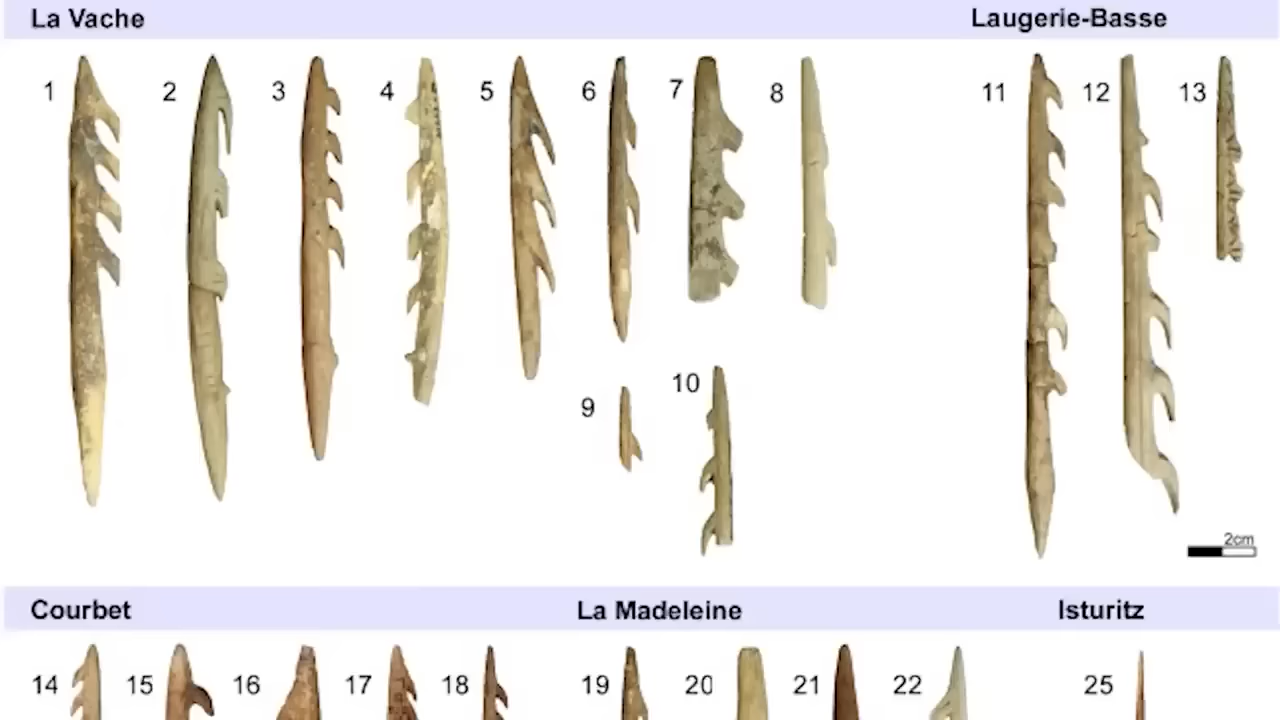 La Vache Laugerie-Basse
1 2 3 4 5 6 7 8 11 12 13
9 10
2cm
Courbet La Madeleine Isturitz
14 15 16 17 18 19 20 21 22 25